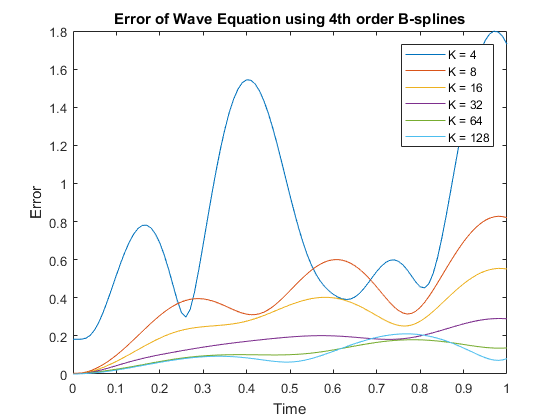 Error of Wave Equation using 4th order B-splines
K = 4
K = 8
K = 16
K = 32
K = 64
K = 128
Error
1.8
1.6
1.4
1.2
1
0.8
0.6
0.4
0.2
0
0 0.1 0.2 0.3 0.4 0.5 0.6 0.7 0.8 0.9 1
Time